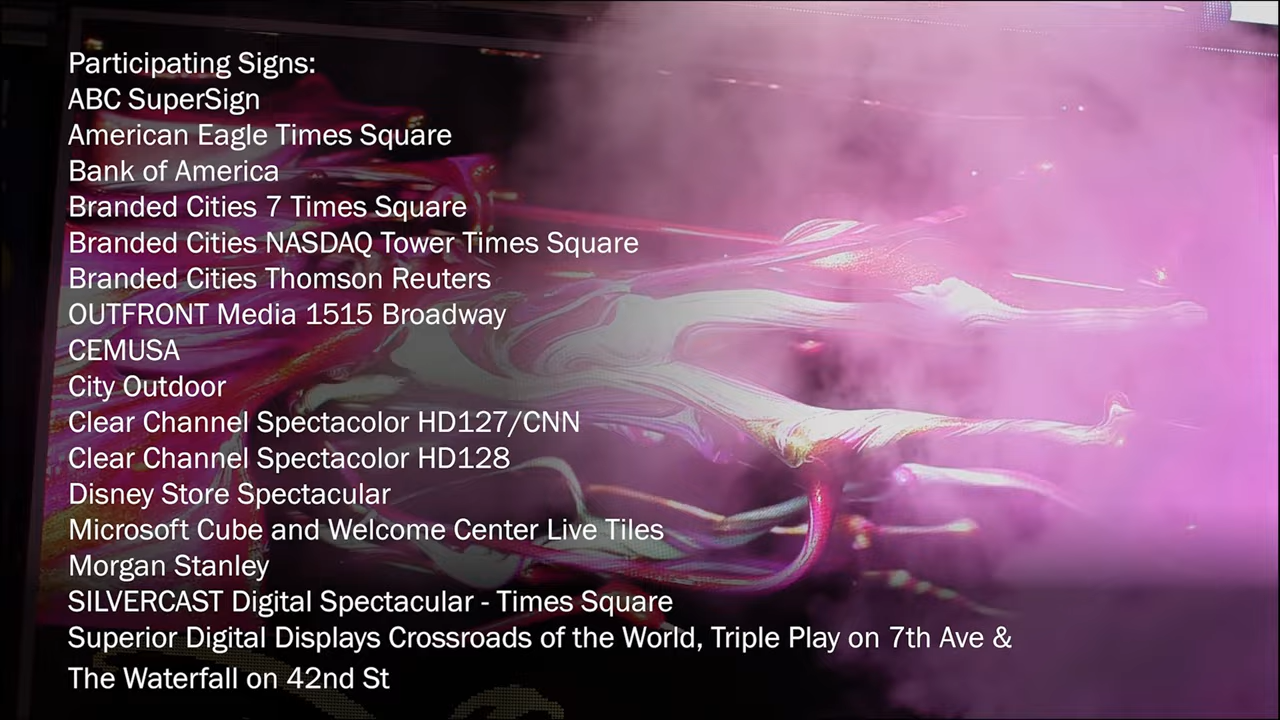 Participating Signs:
ABC SuperSign
American Eagle Times Square
Bank of America
Branded Cities 7 Times Square
Branded Cities NASDAQ Tower Times Square
Branded Cities Thomson Reuters
OUTFRONT Media 1515 Broadway
CEMUSA
City Outdoor
Clear Channel Spectacolor HD127/CNN
Clear Channel Spectacolor HD128
Disney Store Spectacular
Microsoft Cube and Welcome Center Live Tiles
Morgan Stanley
SILVERCAST Digital Spectacular - Times Square
Superior Digital Displays Crossroads of the World, Triple Play on 7th Ave &
The Waterfall on 42nd St